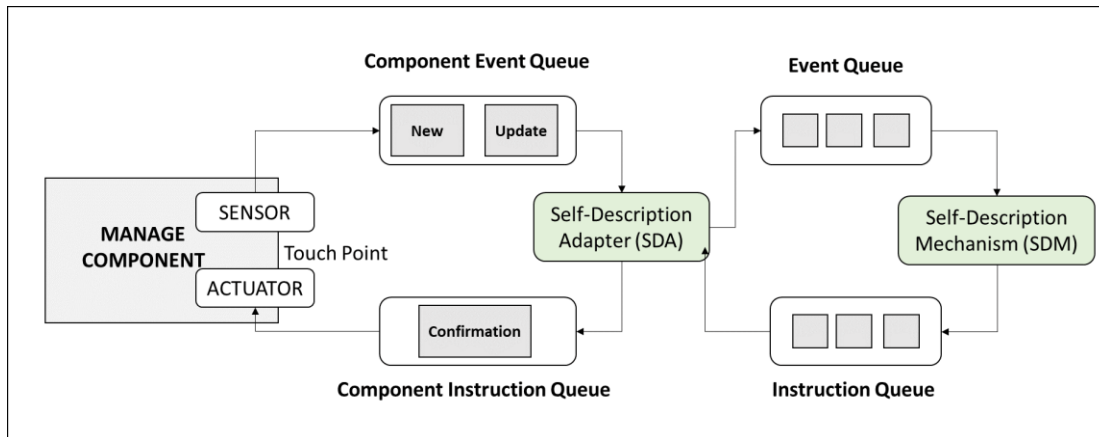 Component Event Queue
Event Queue
New
Update
SENSOR
MANAGE
COMPONENT
Touch Point
ACTUATOR
Self-Description
Adapter (SDA)
Self-Description
Mechanism (SDM)
Confirmation
Component Instruction Queue
Instruction Queue